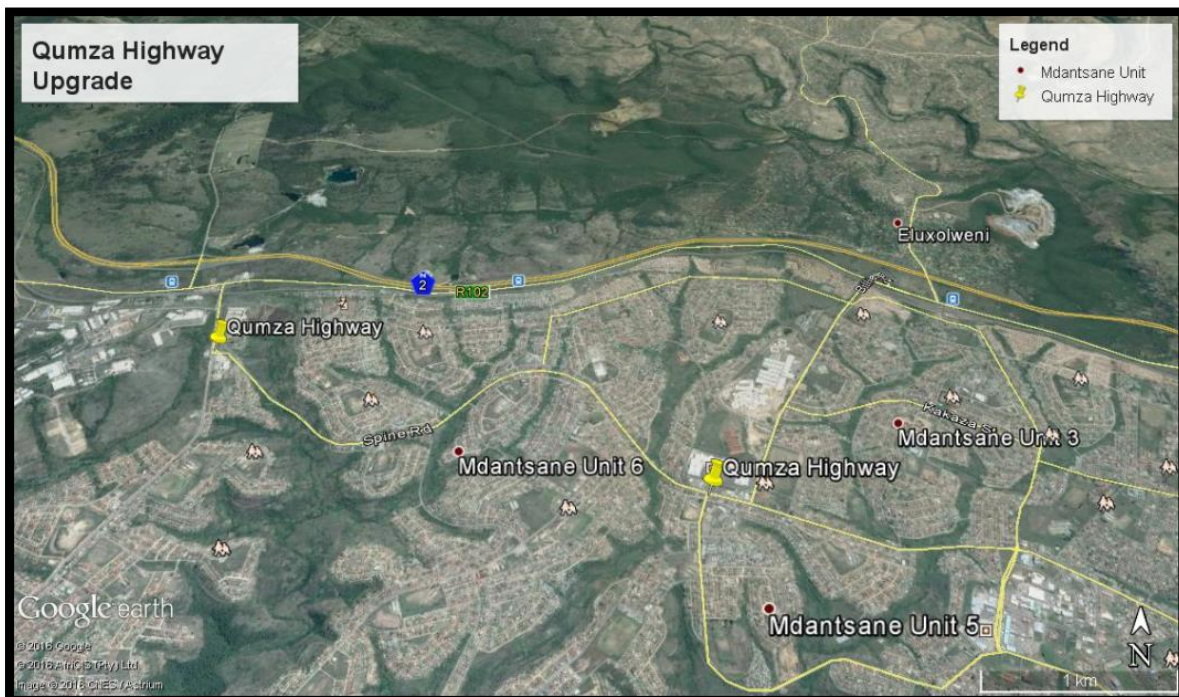 Qumza Highway
Upgrade
Legend
Mdantsane Unit
Qumza Highway
Eluxolweni
N
2
R102
Qumza Highway
Spine Rd
Mdantsane Unit 6
Qumza Highway
Kakaza St
Mdantsane Unit 3
Mdantsane Unit 5
Google earth
© 2016 Google
© 2016 AfriGIS (Pty) Ltd.
Image © 2016 CNES / Astrium
N
1 km